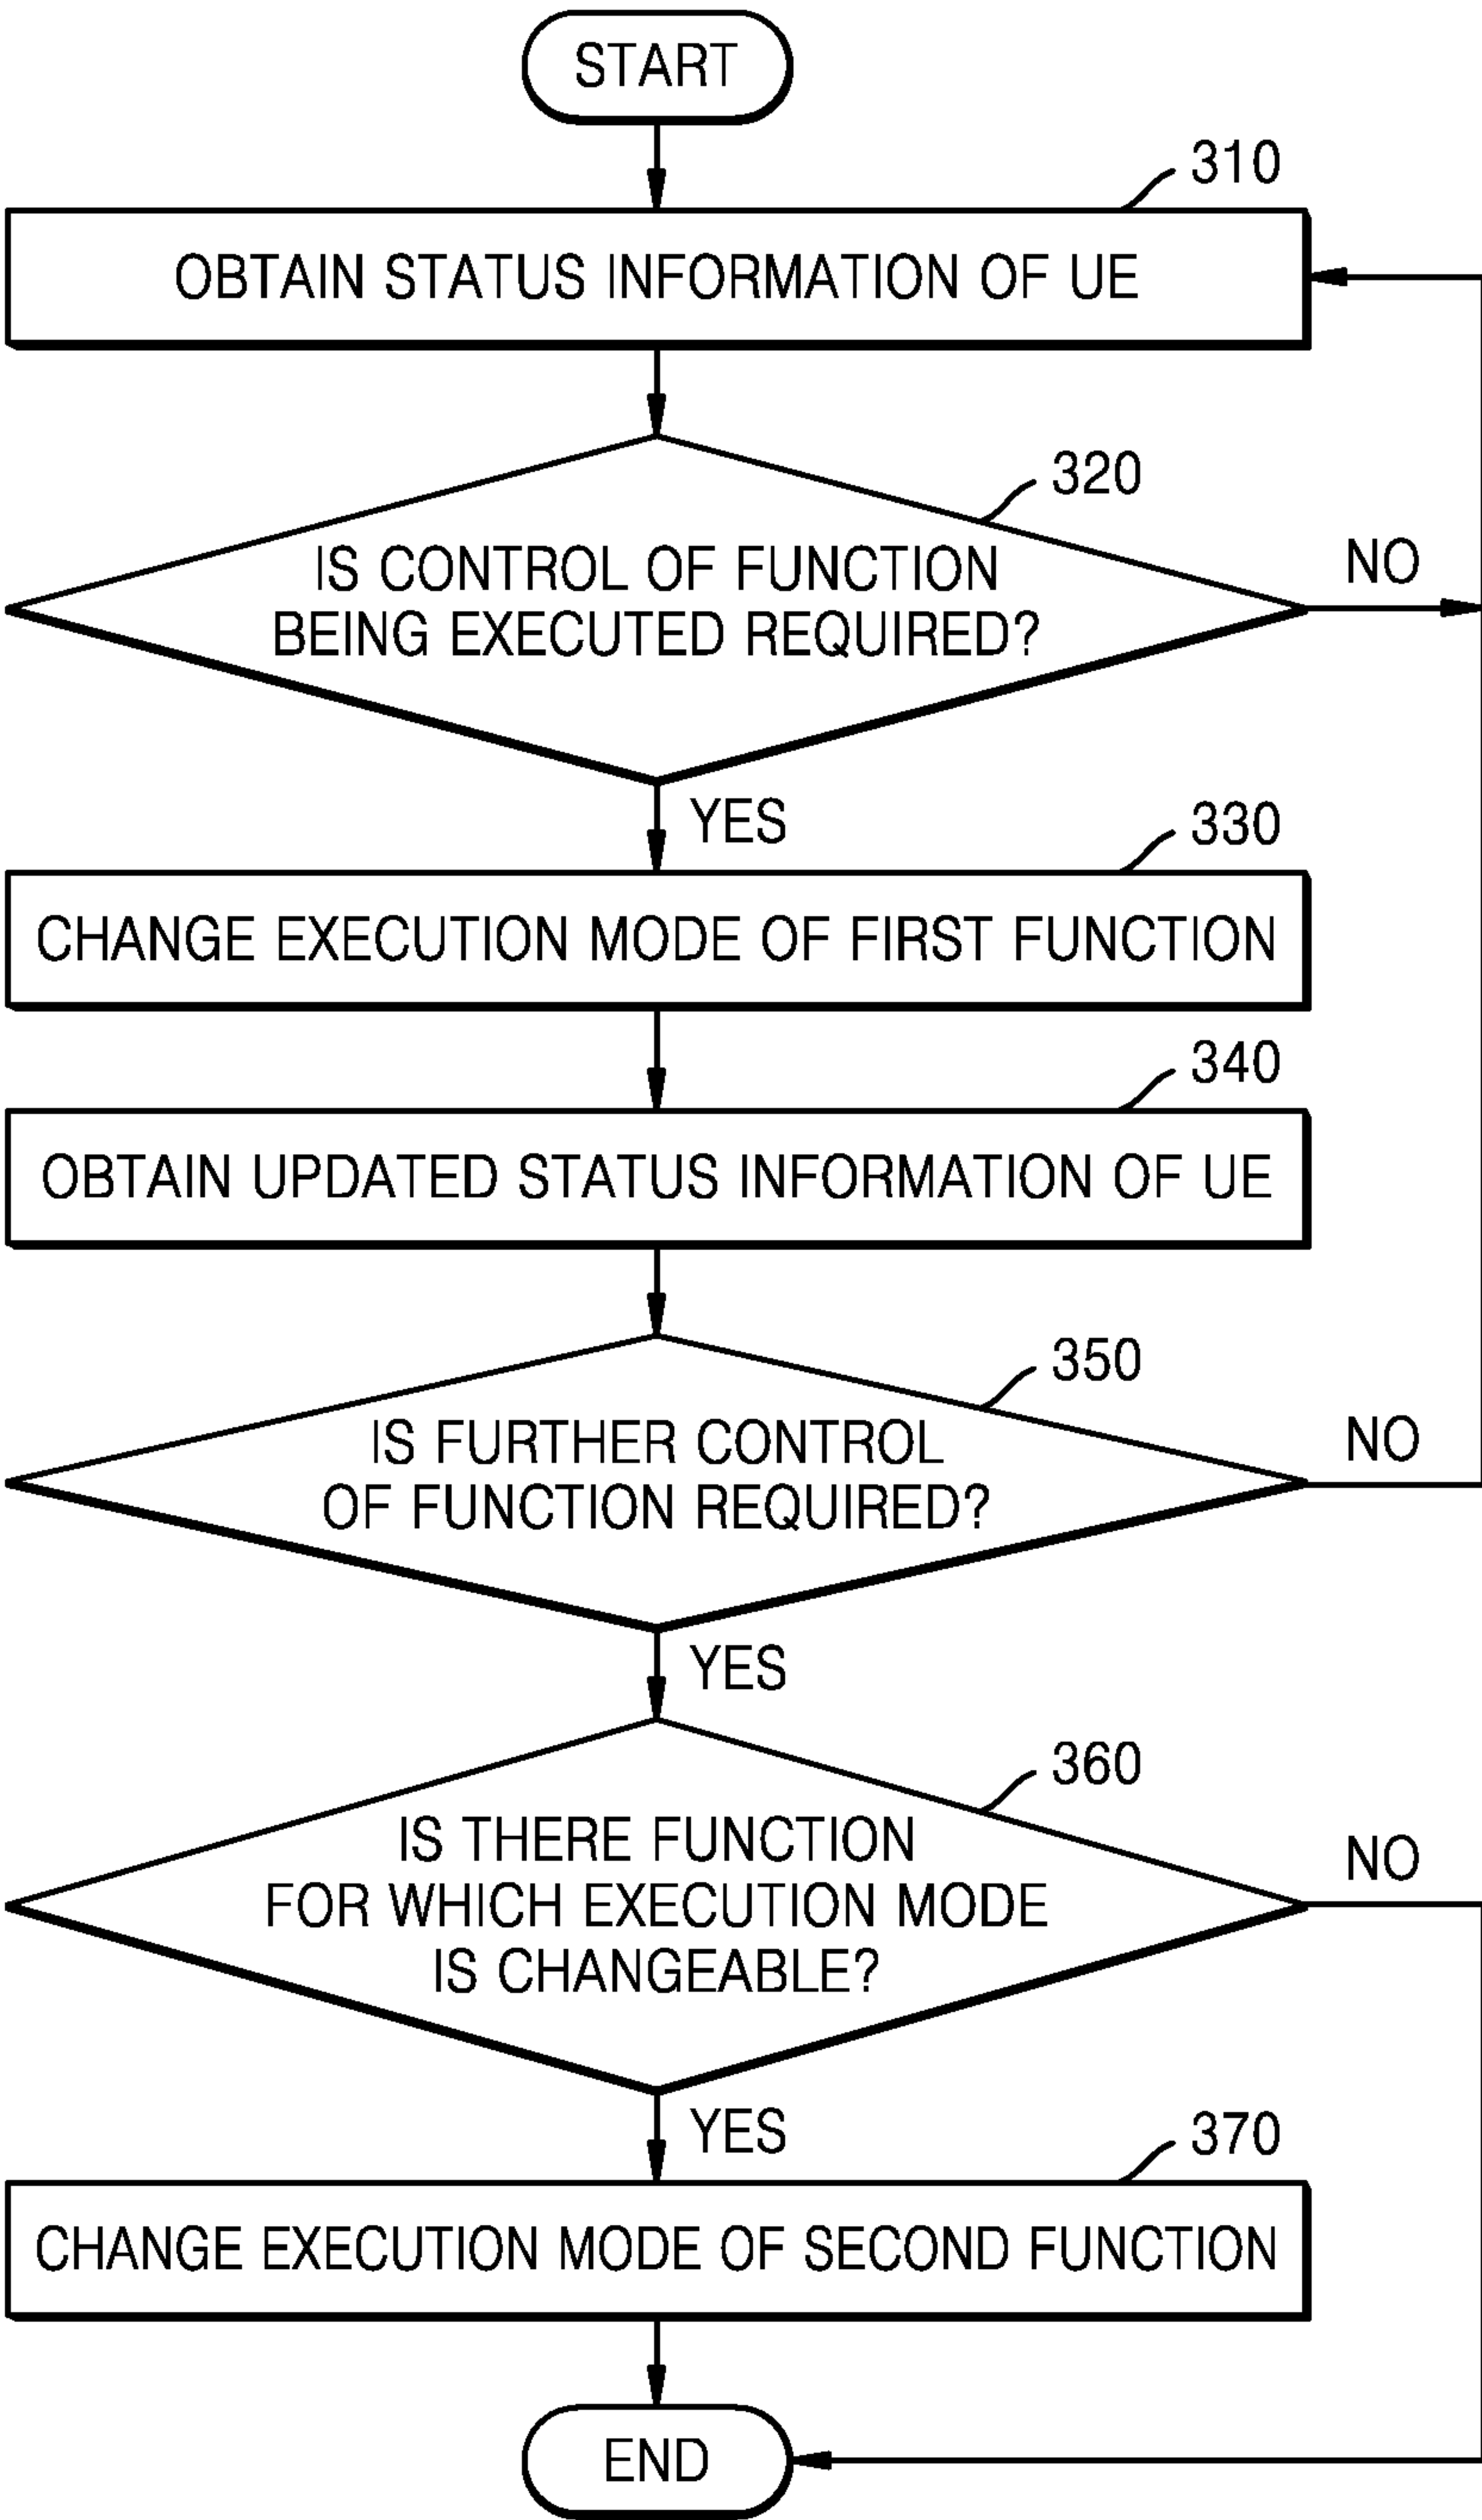 START
310
OBTAIN STATUS INFORMATION OF UE
320
IS CONTROL OF FUNCTION
BEING EXECUTED REQUIRED?
NO
YES
330
CHANGE EXECUTION MODE OF FIRST FUNCTION
340
OBTAIN UPDATED STATUS INFORMATION OF UE
350
IS FURTHER CONTROL
OF FUNCTION REQUIRED?
NO
YES
360
IS THERE FUNCTION
FOR WHICH EXECUTION MODE
IS CHANGEABLE?
NO
YES
370
CHANGE EXECUTION MODE OF SECOND FUNCTION
END